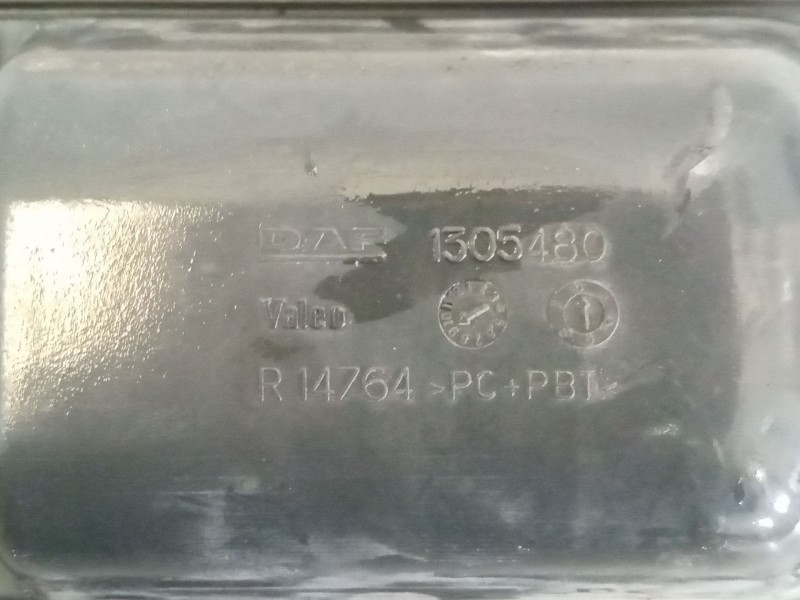 DAF 1305480
Valeo
R 14764 >PC+PBT<